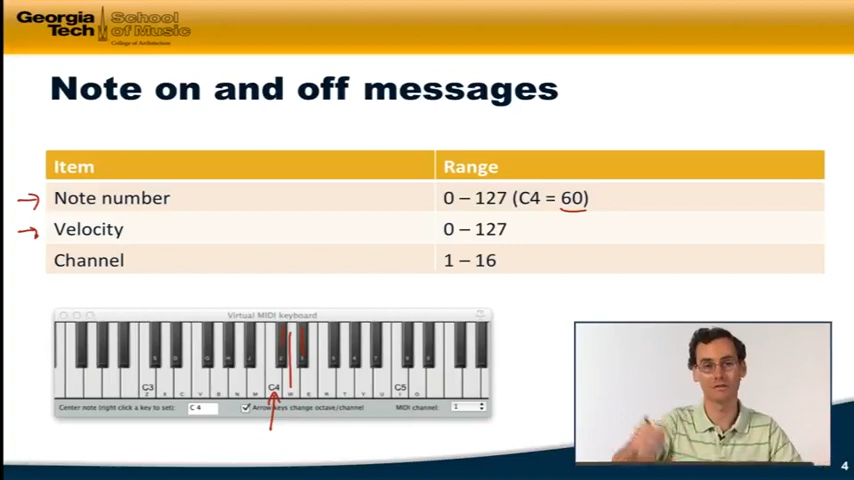 Georgia Tech
School of Music
College of Architecture
Note on and off messages
Item Range
Note number 0 – 127 (C4 = 60)
Velocity 0 – 127
Channel 1 – 16
Virtual MIDI keyboard
C3 C4 C5
Z X C V B N M W E R T Y U I O
Center note (right click a key to set): C 4 Arrow keys change octave/channel MIDI channel: 1
4